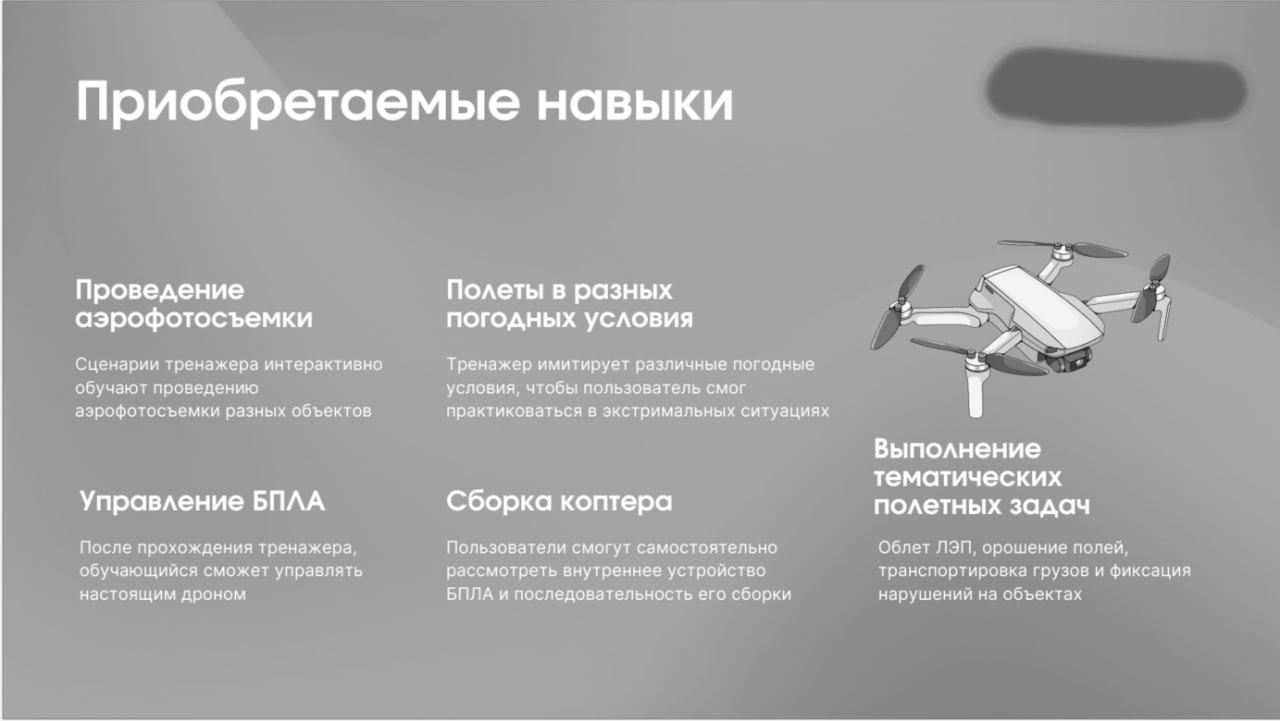 Приобретаемые навыки
Проведение
аэрофотосъемки
Сценарии тренажера интерактивно
обучают проведению
аэрофотосъемки разных объектов
Полеты в разных
погодных условия
Тренажер имитирует различные погодные
условия, чтобы пользователь смог
практиковаться в экстримальных ситуациях
Управление БПЛА
После прохождения тренажера,
обучающийся сможет управлять
настоящим дроном
Сборка коптера
Пользователи смогут самостоятельно
рассмотреть внутреннее устройство
БПЛА и последовательность его сборки
Выполнение
тематических
полетных задач
Облет ЛЭП, орошение полей,
транспортировка грузов и фиксация
нарушений на объектах